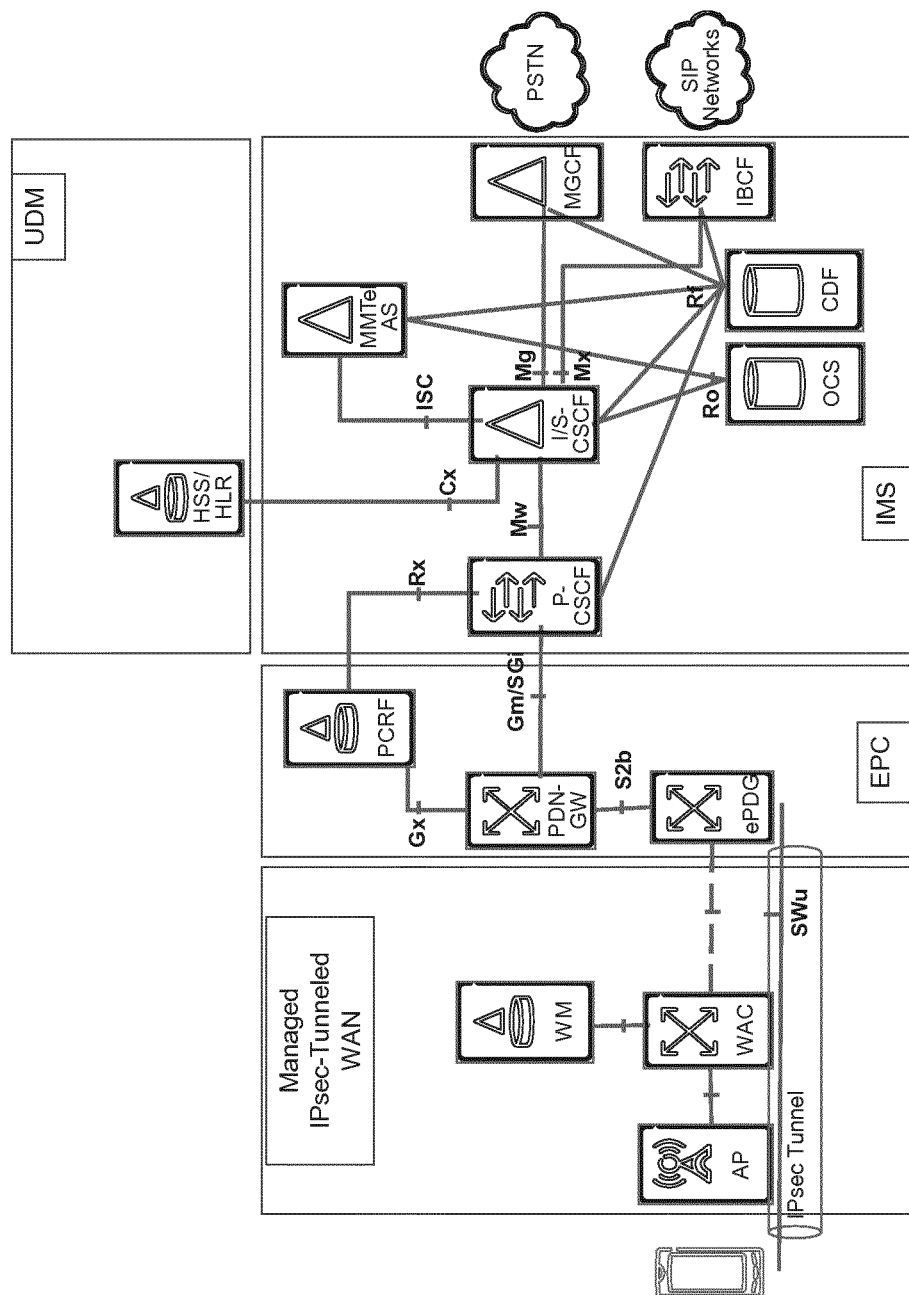 UDM
HSS/
HLR
Managed
IPsec-Tunneled
WAN
PCRF
MMTe
AS
PSTN
Gx
Rx
Cx
ISC
WM
PDN-
GW
Gm/SGi
P-
CSCF
Mw
I/S-
CSCF
Mg
Mx
MGCF
SIP
Networks
AP
WAC
S2b
ePDG
IBCF
Rf
Ro
OCS
CDF
IPsec Tunnel
SWu
EPC
IMS